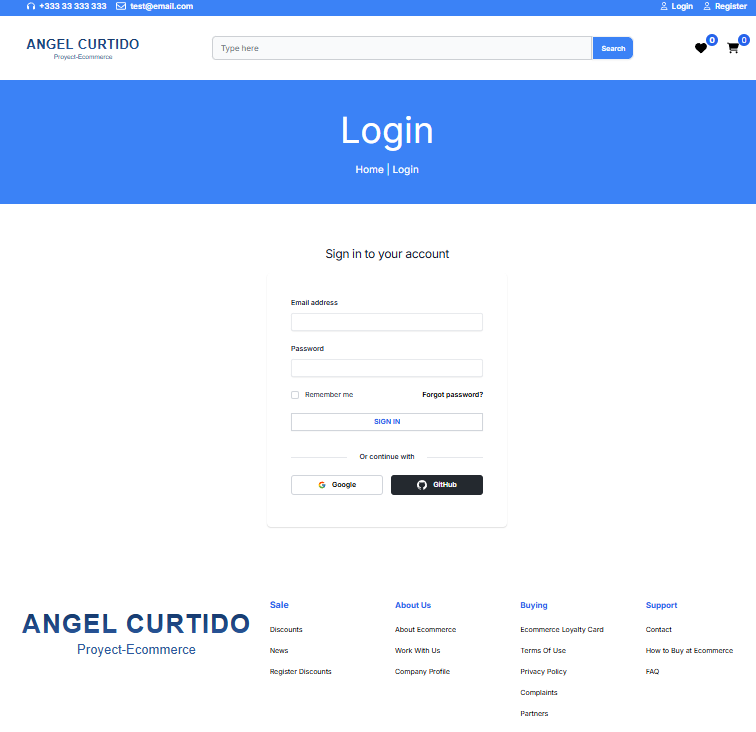 +333 33 333 333 test@email.com Login Register
ANGEL CURTIDO
Proyect-Ecommerce
Type here Search
0 0
Login
Home | Login
Sign in to your account
Email address
Password
Remember me Forgot password?
SIGN IN
Or continue with
Google GitHub
ANGEL CURTIDO
Proyect-Ecommerce
Sale
Discounts
News
Register Discounts
About Us
About Ecommerce
Work With Us
Company Profile
Buying
Ecommerce Loyalty Card
Terms Of Use
Privacy Policy
Complaints
Partners
Support
Contact
How to Buy at Ecommerce
FAQ